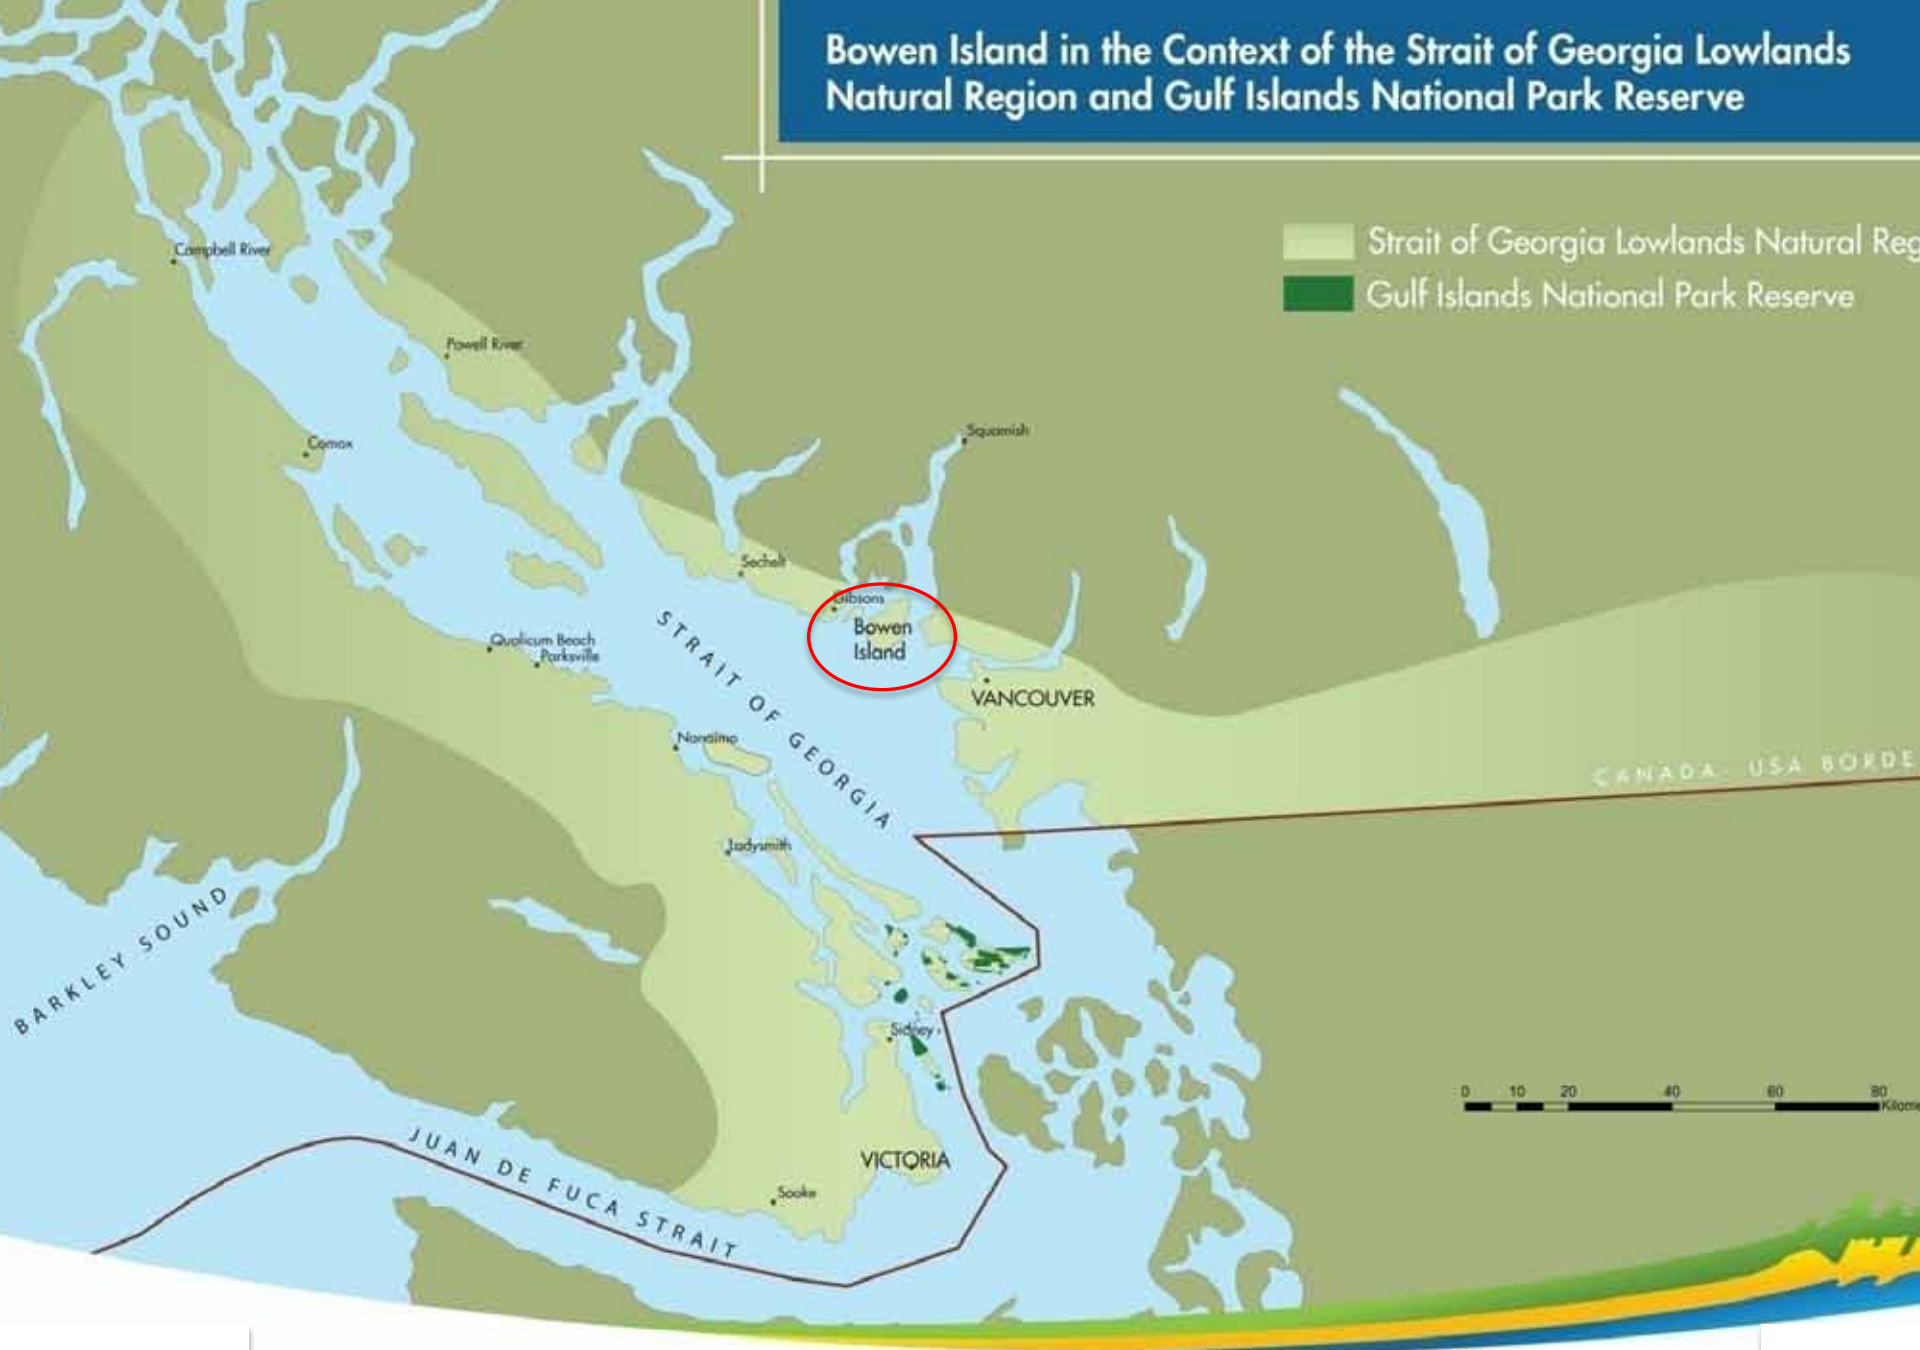 Bowen Island in the Context of the Strait of Georgia Lowlands
Natural Region and Gulf Islands National Park Reserve
Strait of Georgia Lowlands Natural Reg
Gulf Islands National Park Reserve
Campbell River
Powell River
Comox
Squamish
Sechelt
Gibsons
Bowen
Island
Qualicum Beach
Parksville
STRAIT OF GEORGIA
VANCOUVER
Nanaimo
CANADA USA BORDE
Ladysmith
BARKLEY SOUND
Sidney
0 10 20 40 60 80
Kilome
JUAN DE FUCA STRAIT
VICTORIA
Sooke